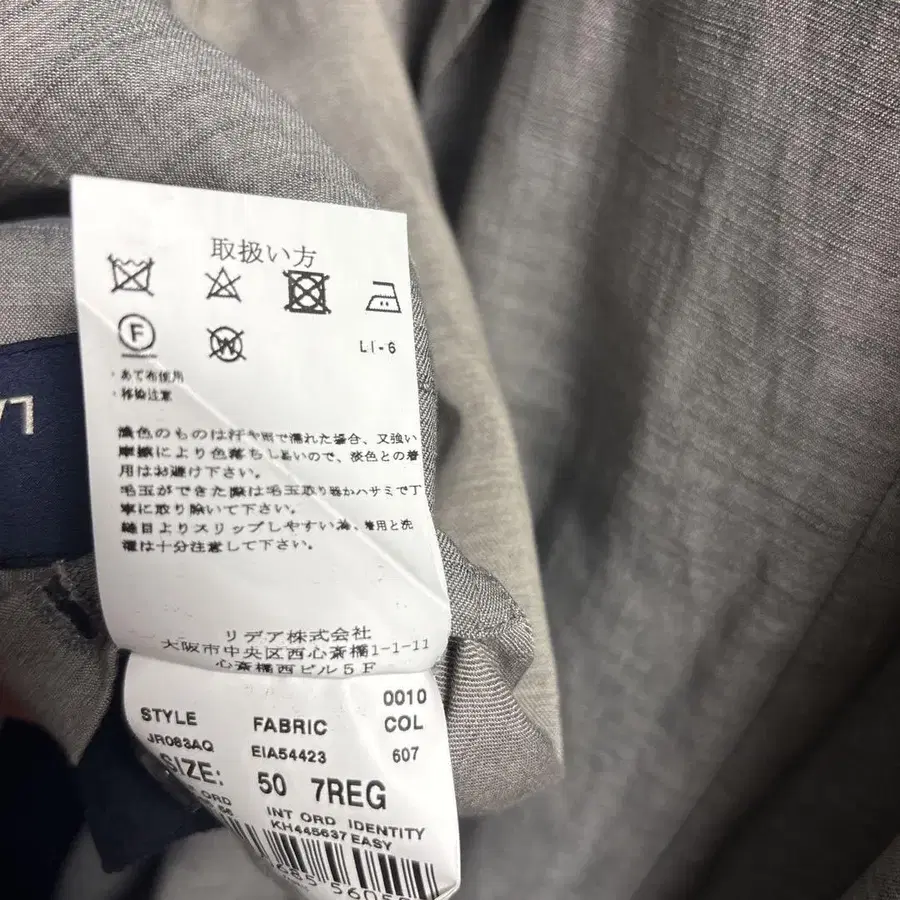 取扱い方
F
W
LI-6
・あて布使用
・移染注意
濃色のものは汗や雨で濡れた場合、又強い
摩擦により色落ちし易いので、淡色との着
用はお避け下さい。
毛玉ができた際は毛玉取り器かハサミで丁
寧に取り除いて下さい。
縫目よりスリップしやすい為、着用と洗
濯は十分注意して下さい。
リデア株式会社
大阪市中央区西心斎橋1-1-11
心斎橋西ビル5F
0010
STYLE FABRIC COL
JR083AQ EIA54423 607
SIZE: 50 7REG
ORD INT ORD IDENTITY
56 KH445637EASY